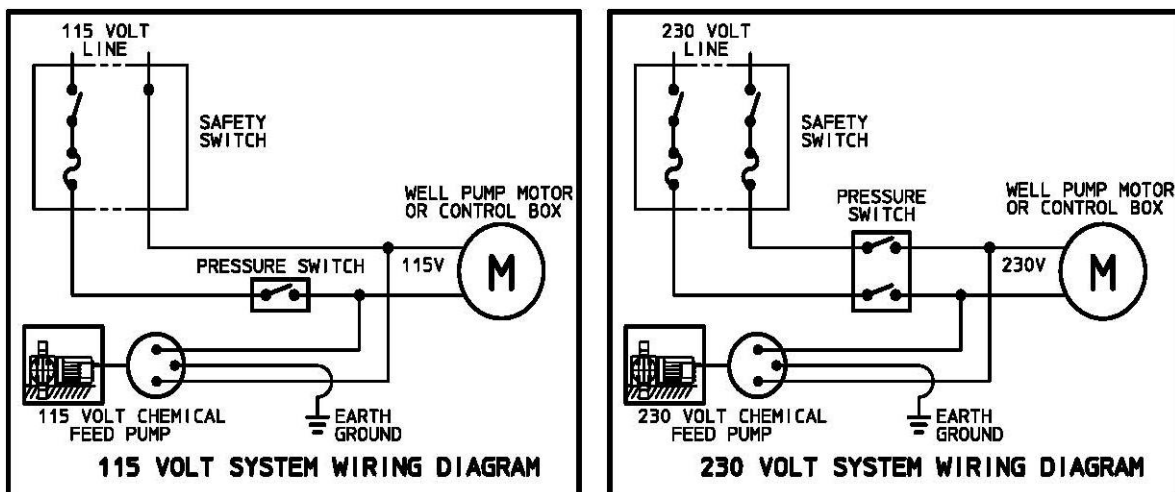 115 VOLT
LINE
SAFETY
SWITCH
WELL PUMP MOTOR
OR CONTROL BOX
PRESSURE SWITCH
115V
M
115 VOLT CHEMICAL
FEED PUMP
EARTH
GROUND
115 VOLT SYSTEM WIRING DIAGRAM
230 VOLT
LINE
SAFETY
SWITCH
PRESSURE
SWITCH
WELL PUMP MOTOR
OR CONTROL BOX
230V
M
230 VOLT CHEMICAL
FEED PUMP
EARTH
GROUND
230 VOLT SYSTEM WIRING DIAGRAM